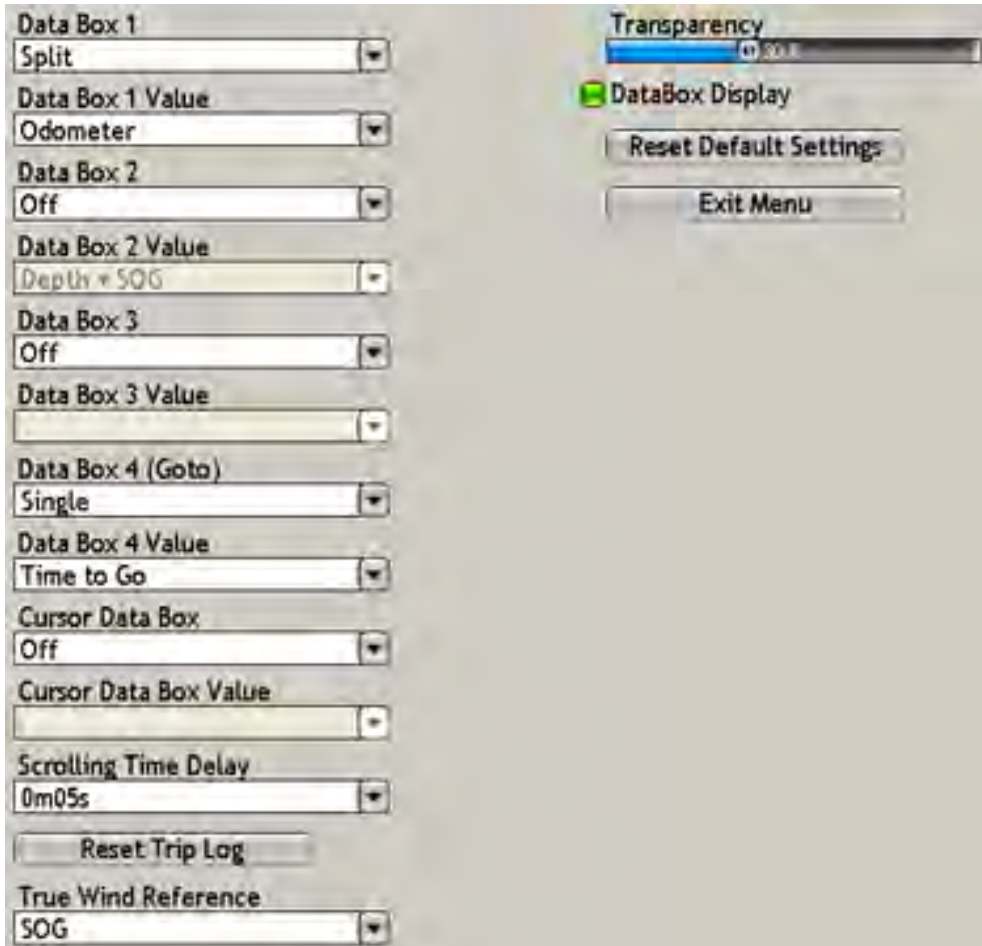 Data Box 1
Split
Data Box 1 Value
Odometer
Data Box 2
Off
Data Box 2 Value
Data Box 3
Off
Data Box 3 Value
Data Box 4 (Goto)
Single
Data Box 4 Value
Time to Go
Cursor Data Box
Off
Cursor Data Box Value
Scrolling Time Delay
0m05s
Reset Trip Log
True Wind Reference
SOG
Transparency
DataBox Display
Reset Default Settings
Exit Menu